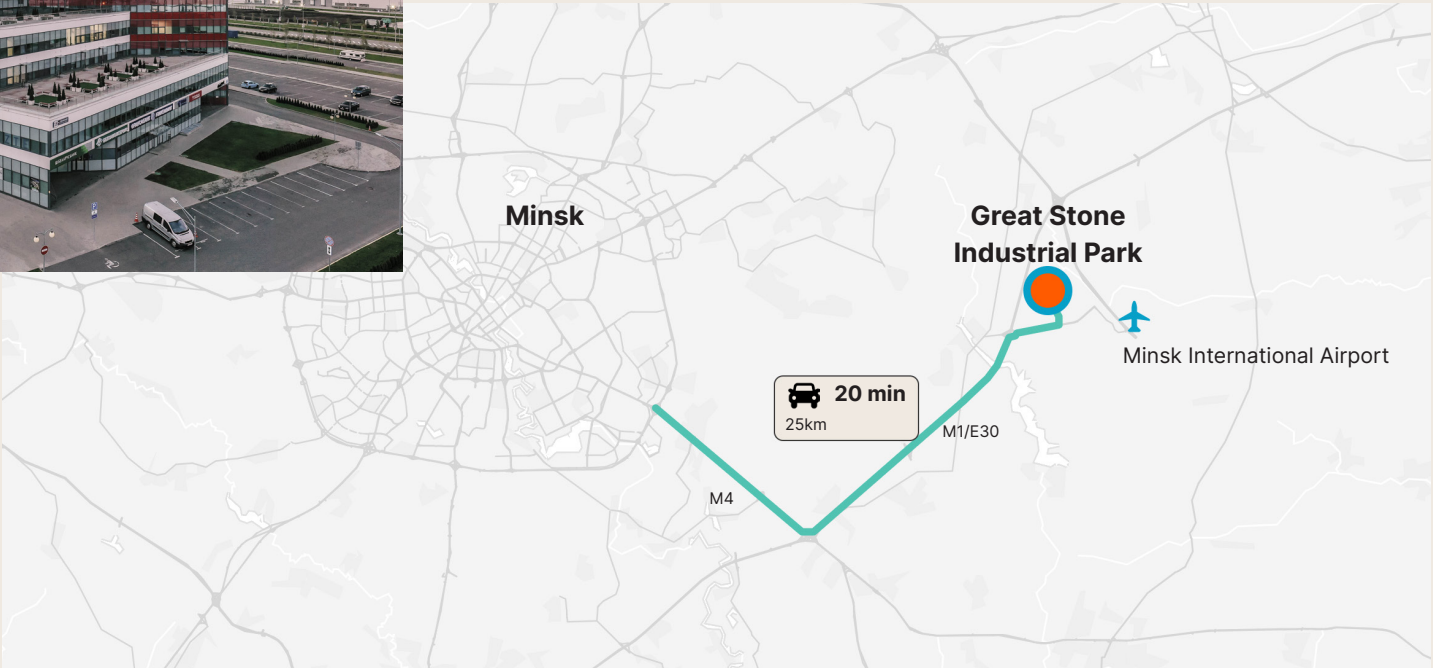 Minsk
Great Stone
Industrial Park
Minsk International Airport
20 min
25km
M1/E30
M4